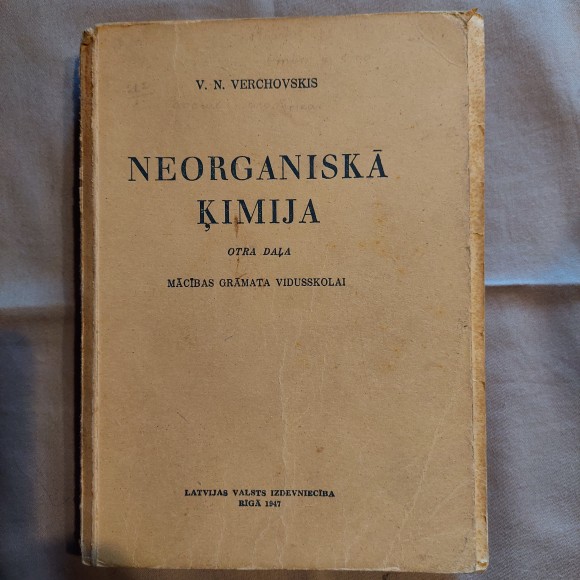 V. N. VERCHOVSKIS
NEORGANISKĀ
ĶIMIJA
OTRA DAĻA
MĀCĪBAS GRĀMATA VIDUSSKOLAI
LATVIJAS VALSTS IZDEVNIECĪBA
RĪGĀ 1947